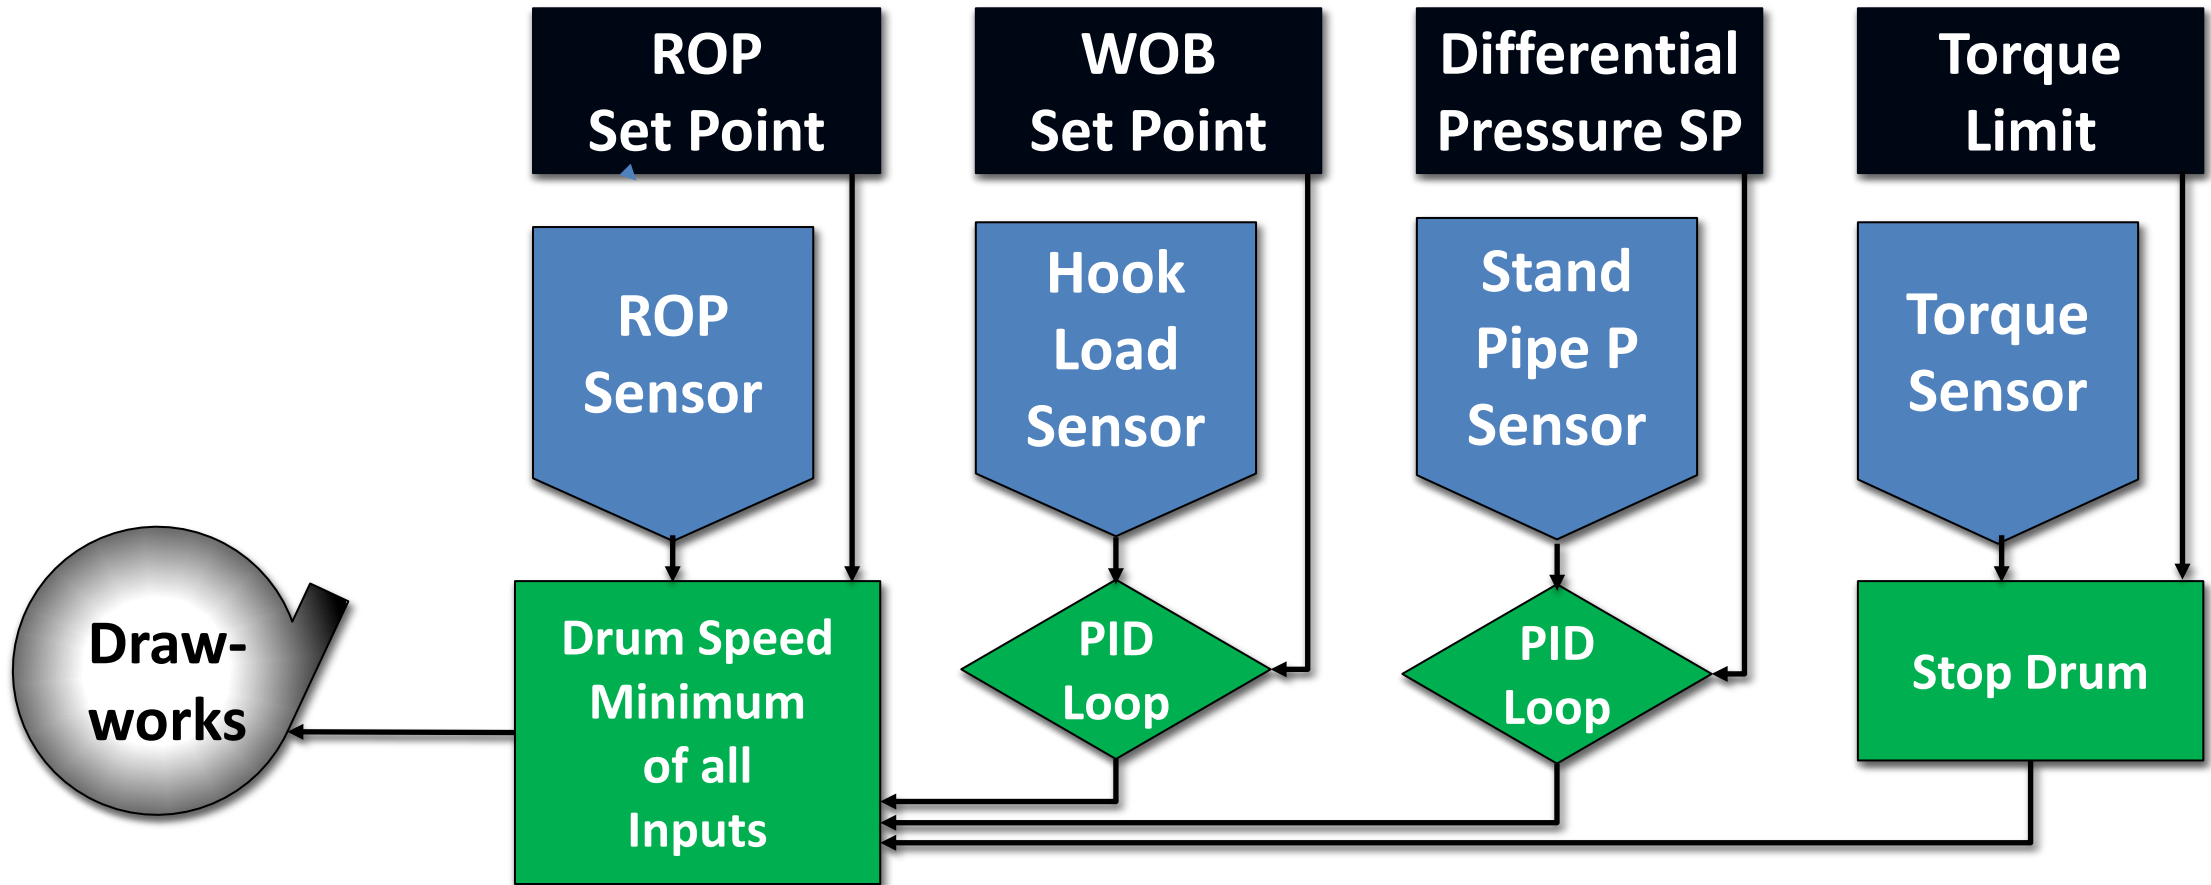 ROP
Set Point
WOB
Set Point
Differential
Pressure SP
Torque
Limit
ROP
Sensor
Hook
Load
Sensor
Stand
Pipe P
Sensor
Torque
Sensor
Draw-
works
Drum Speed
Minimum
of all
Inputs
PID
Loop
PID
Loop
Stop Drum